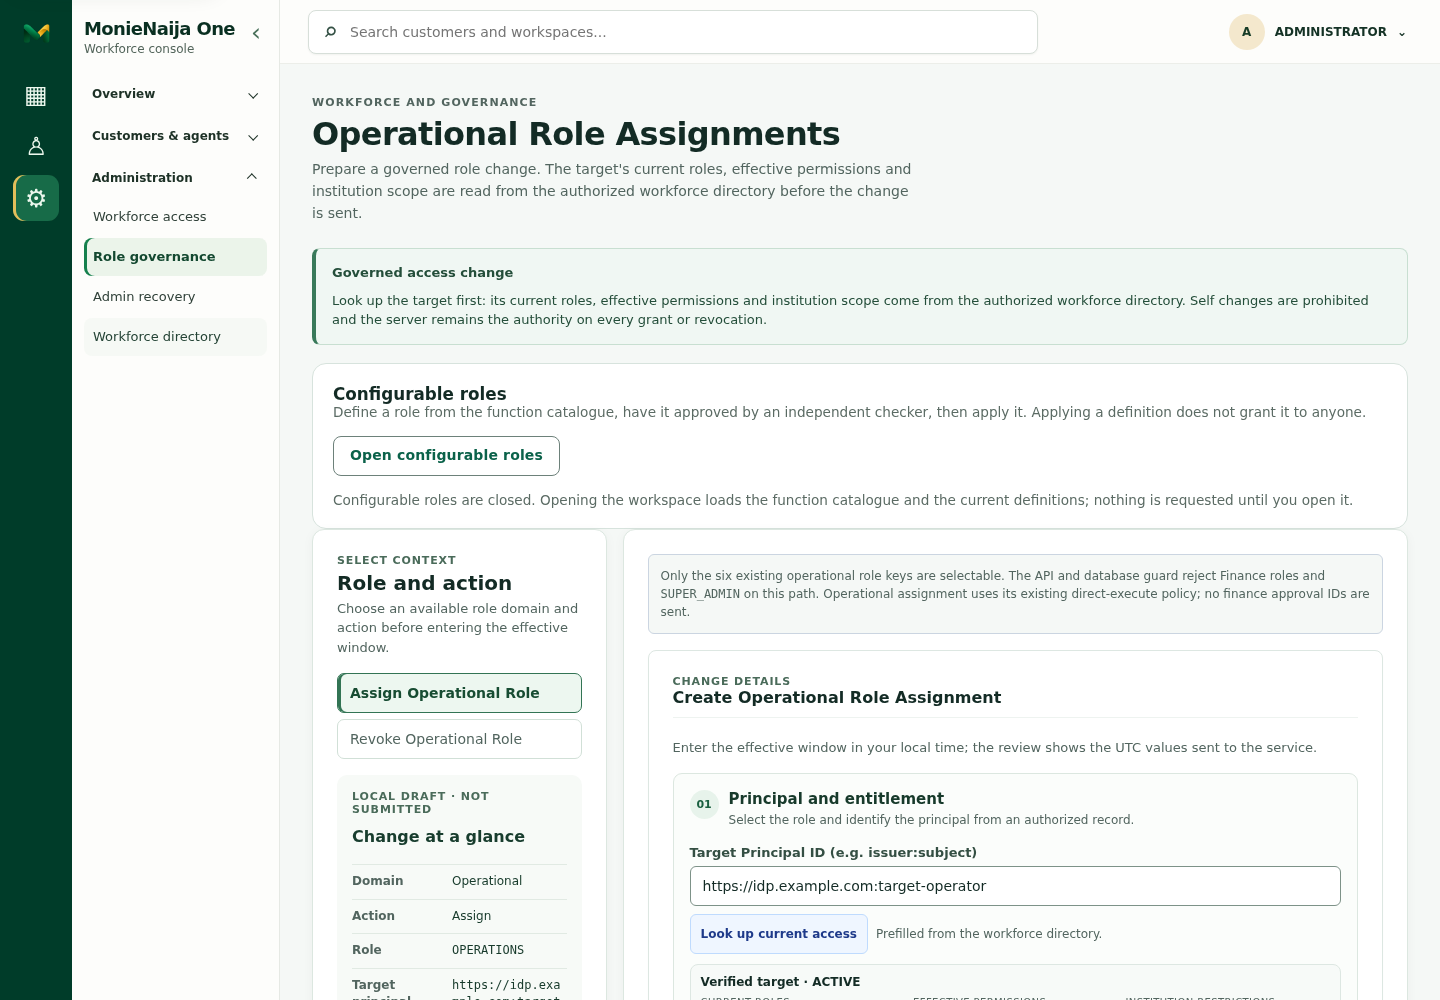 MonieNaija One
Workforce console
Overview
Customers & agents
Administration
Workforce access
Role governance
Admin recovery
Workforce directory
Search customers and workspaces...
A
ADMINISTRATOR
WORKFORCE AND GOVERNANCE
Operational Role Assignments
Prepare a governed role change. The target's current roles, effective permissions and
institution scope are read from the authorized workforce directory before the change
is sent.
Governed access change
Look up the target first: its current roles, effective permissions and institution scope come from the authorized workforce directory. Self changes are prohibited
and the server remains the authority on every grant or revocation.
Configurable roles
Define a role from the function catalogue, have it approved by an independent checker, then apply it. Applying a definition does not grant it to anyone.
Open configurable roles
Configurable roles are closed. Opening the workspace loads the function catalogue and the current definitions; nothing is requested until you open it.
SELECT CONTEXT
Role and action
Choose an available role domain and
action before entering the effective
window.
Assign Operational Role
Revoke Operational Role
LOCAL DRAFT · NOT
SUBMITTED
Change at a glance
Domain Operational
Action Assign
Role OPERATIONS
Target https://idp.exa
principal mple.com:target
Only the six existing operational role keys are selectable. The API and database guard reject Finance roles and
SUPER_ADMIN on this path. Operational assignment uses its existing direct-execute policy; no finance approval IDs are
sent.
CHANGE DETAILS
Create Operational Role Assignment
Enter the effective window in your local time; the review shows the UTC values sent to the service.
01
Principal and entitlement
Select the role and identify the principal from an authorized record.
Target Principal ID (e.g. issuer:subject)
https://idp.example.com:target-operator
Look up current access
Prefilled from the workforce directory.
Verified target · ACTIVE
CURRENT ROLES EFFECTIVE PERMISSIONS INSTITUTION RESTRICTIONS